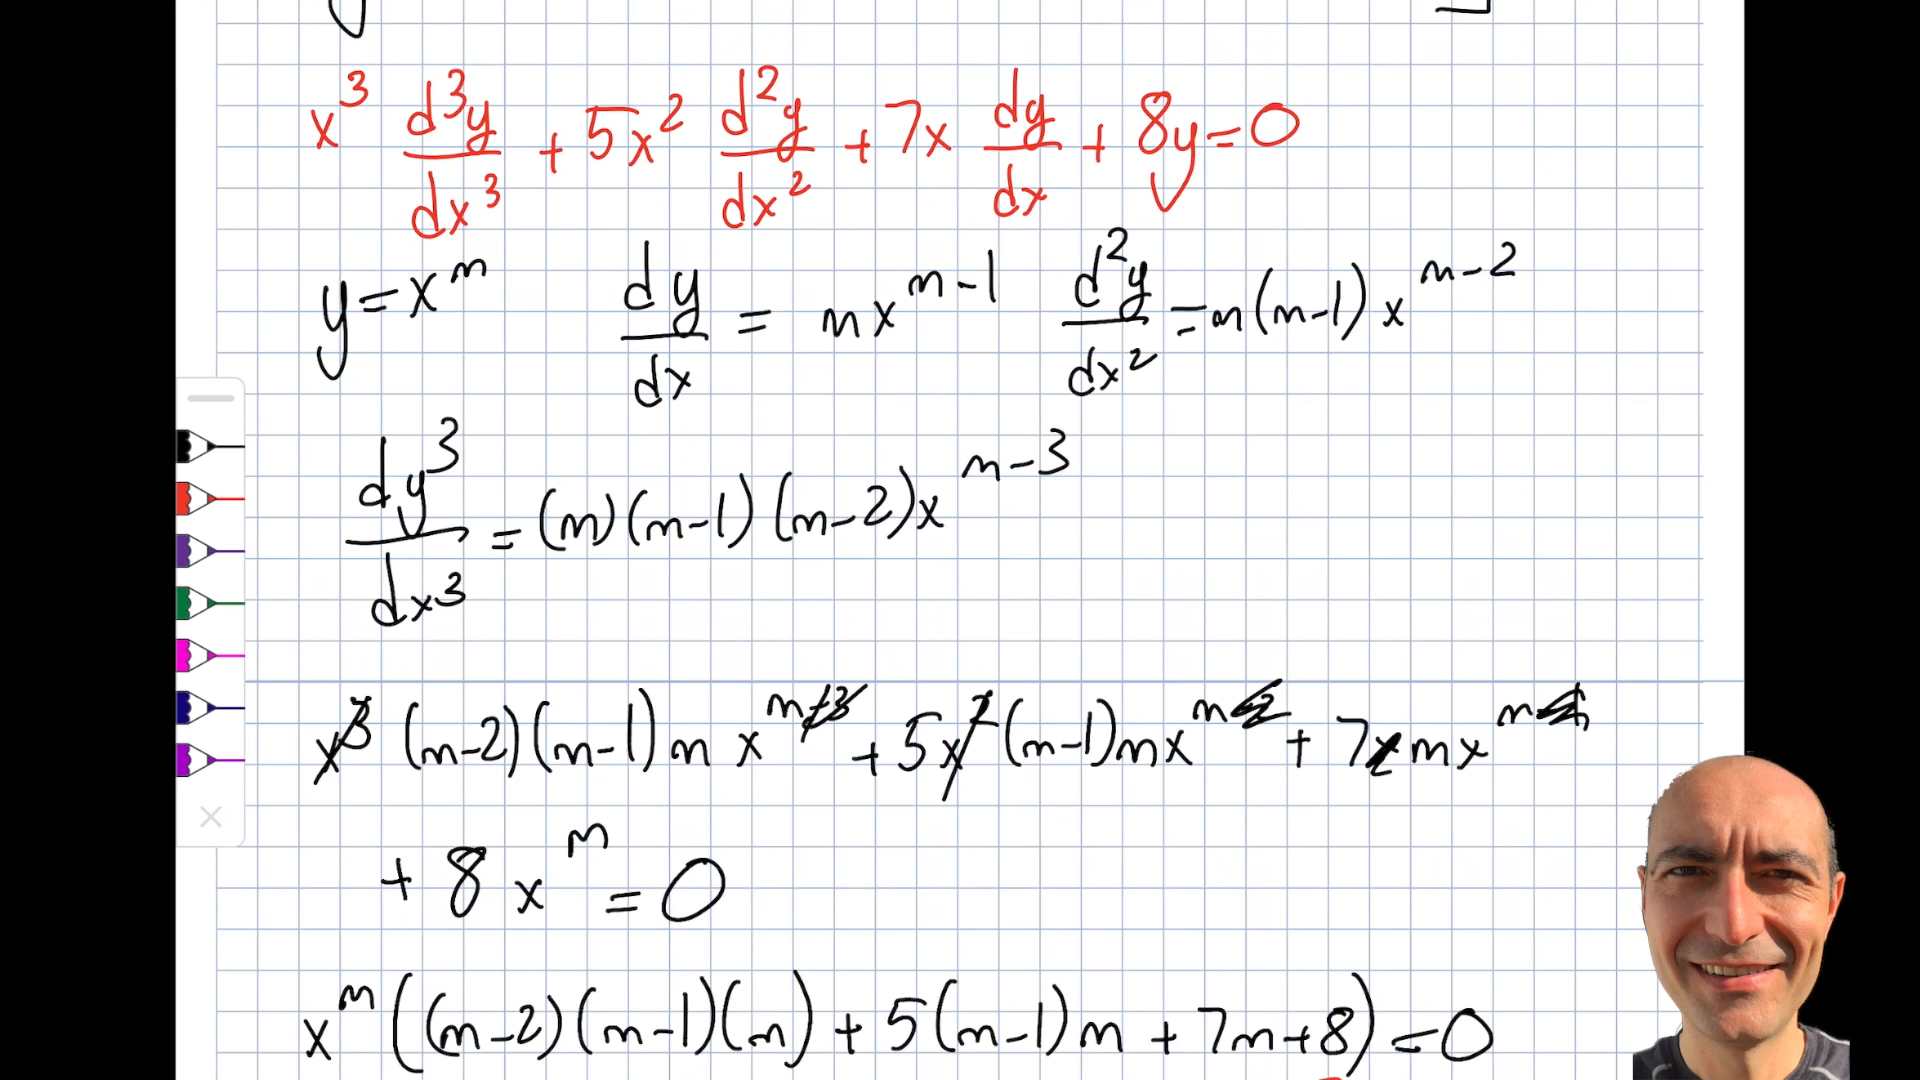 x³ d³y/dx³ + 5x² d²y/dx² + 7x dy/dx + 8y = 0
y = x^m dy/dx = mx^(m-1) d²y/dx² = m(m-1)x^(m-2)
dy³/dx³ = (m)(m-1)(m-2)x^(m-3)
x³(m-2)(m-1)m x^(m-3) + 5x²(m-1)mx^(m-2) + 7xmx^(m-1)
+ 8x^m = 0
x^m((m-2)(m-1)(m) + 5(m-1)m + 7m+8) = 0